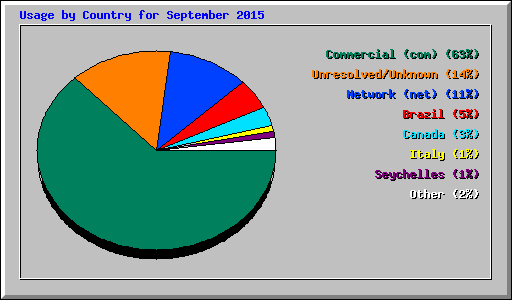 Usage by Country for September 2015
Commercial (com) (63%)
Unresolved/Unknown (14%)
Network (net) (11%)
Brazil (5%)
Canada (3%)
Italy (1%)
Seychelles (1%)
Other (2%)